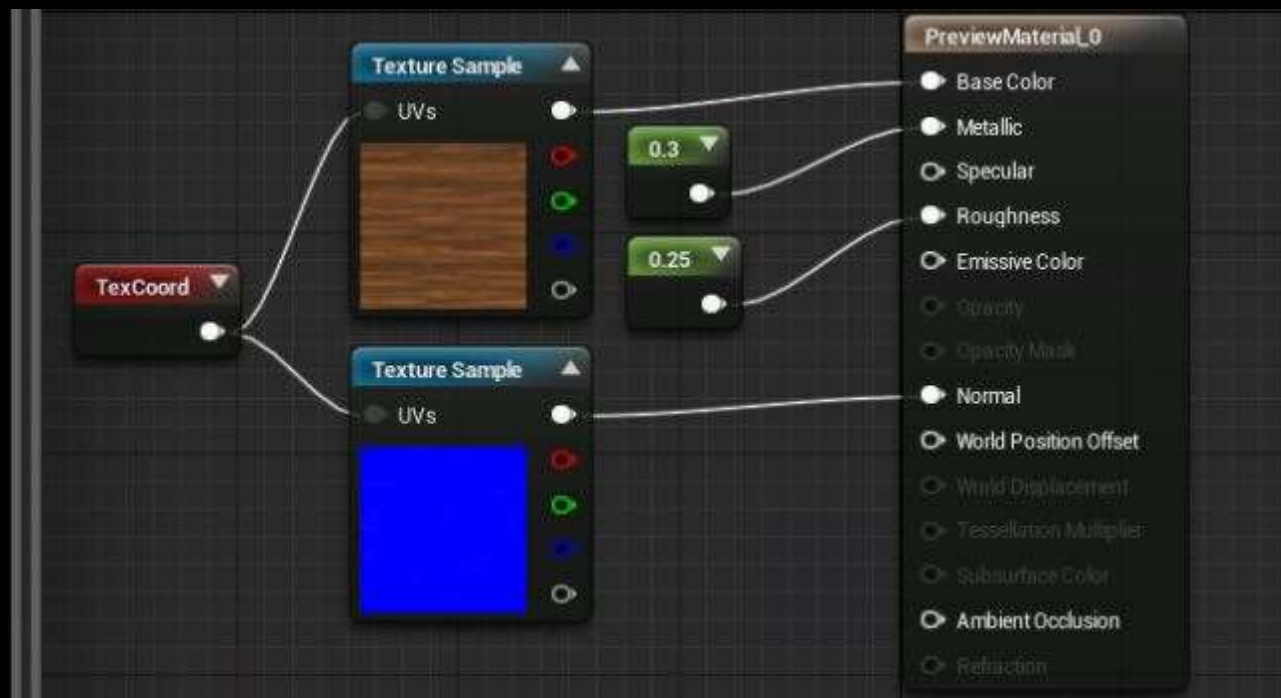 Texture Sample
UVs
TexCoord
Texture Sample
UVs
0.3
0.25
PreviewMaterial_0
Base Color
Metallic
Specular
Roughness
Emissive Color
Opacity
Opacity Mask
Normal
World Position Offset
World Displacement
Tessellation Multiplier
Subsurface Color
Ambient Occlusion
Refraction